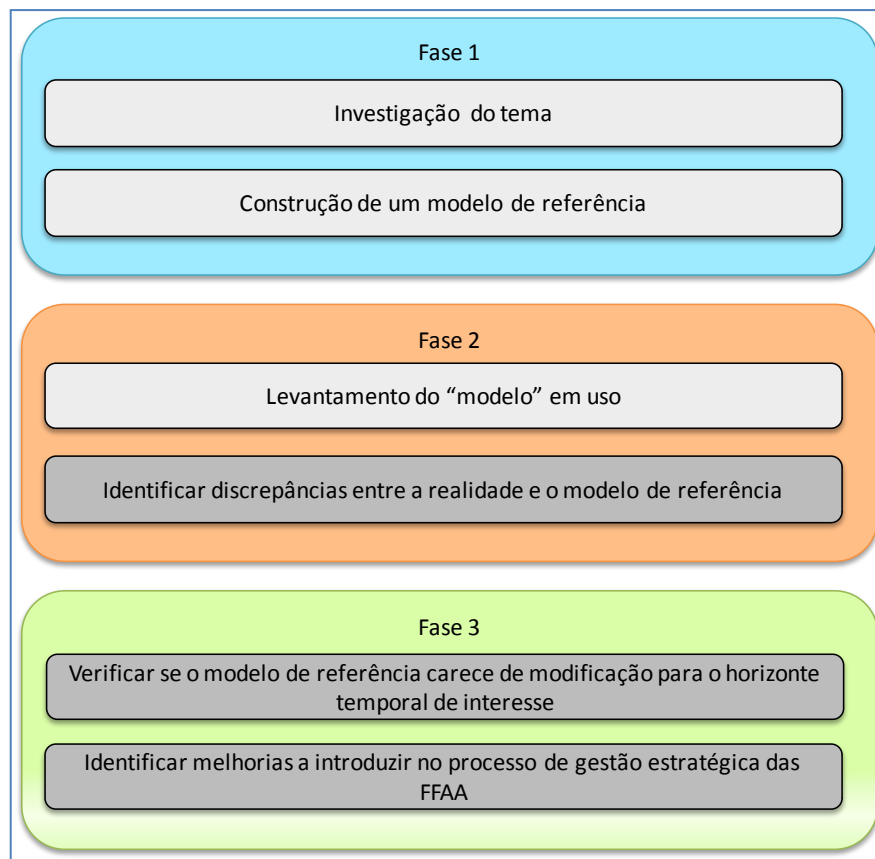 Fase 1
Investigação do tema
Construção de um modelo de referência
Fase 2
Levantamento do “modelo” em uso
Identificar discrepâncias entre a realidade e o modelo de referência
Fase 3
Verificar se o modelo de referência carece de modificação para o horizonte
temporal de interesse
Identificar melhorias a introduzir no processo de gestão estratégica das
FFAA